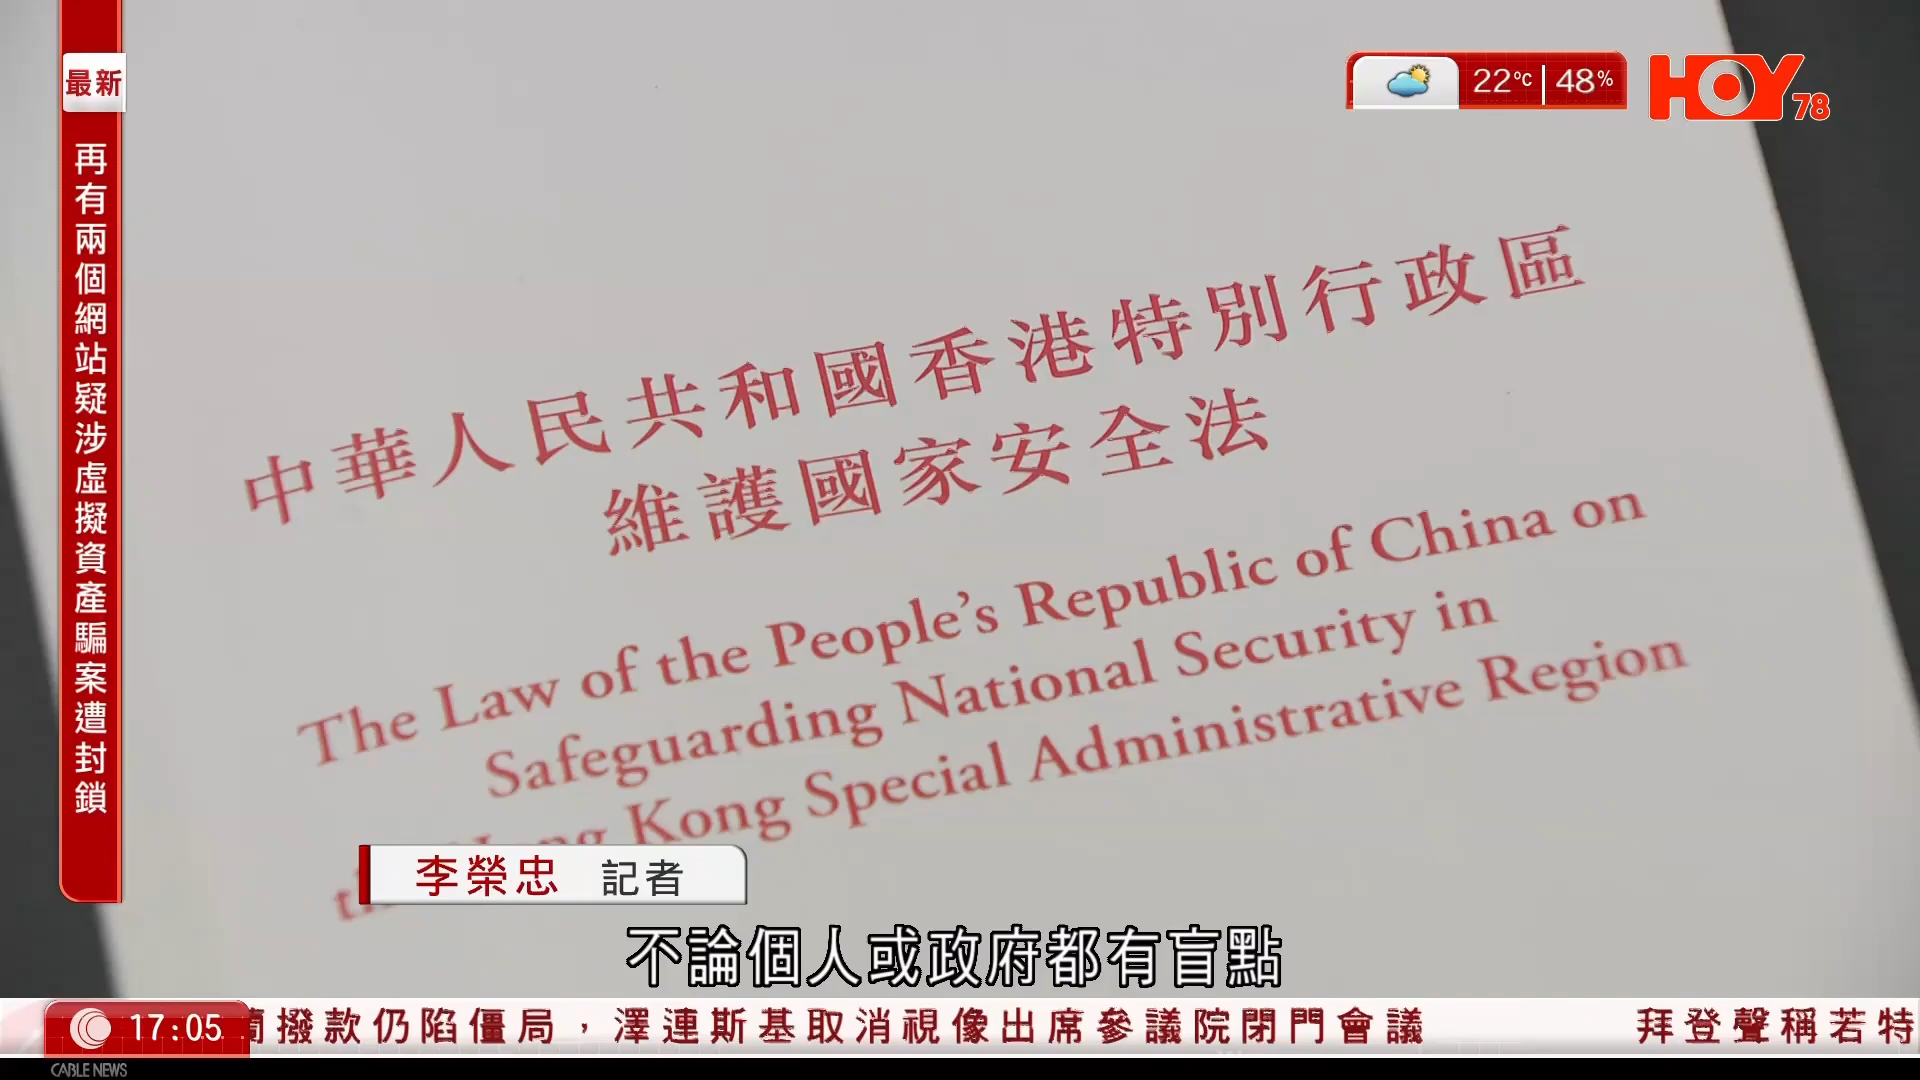 最新
再有兩個網站疑涉虛擬資產騙案遭封鎖
22°C 48%
HOY 78
中華人民共和國香港特別行政區
維護國家安全法
The Law of the People's Republic of China on
Safeguarding National Security in
Kong Special Administrative Region
李榮忠 記者
不論個人或政府都有盲點
17:05
撥款仍陷僵局，澤連斯基取消視像出席參議院閉門會議 拜登聲稱若特
CABLE NEWS